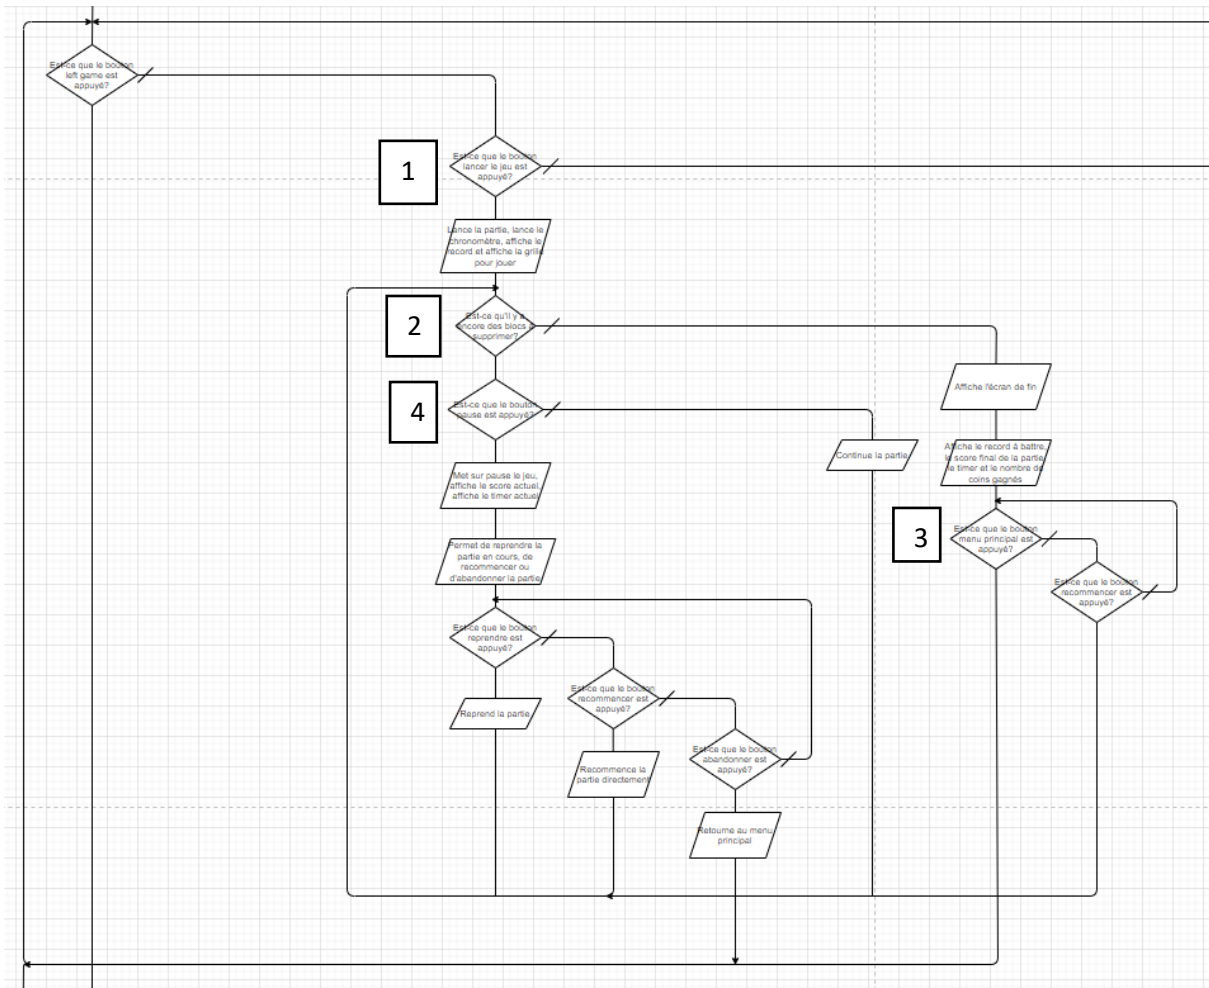 Est-ce que le bouton
left game est
appuyé?
1
Est-ce que le bouton
lancer le jeu est
appuyé?
Lance la partie, lance le
chronomètre, affiche le
record et affiche la grille
pour jouer
2
Est-ce qu'il y a
encore des blocs à
supprimer?
4
Est-ce que le bouton
pause est appuyé?
Continue la partie
Affiche l'écran de fin
Affiche le record à battre,
le score final de la partie,
le timer et le nombre de
coins gagnés
3
Est-ce que le bouton
menu principal est
appuyé?
Est-ce que le bouton
recommencer est
appuyé?
Met sur pause le jeu,
affiche le score actuel,
affiche le timer actuel
Permet de reprendre la
partie en cours, de
recommencer ou
d'abandonner la partie
Est-ce que le bouton
reprendre est
appuyé?
Reprend la partie
Est-ce que le bouton
recommencer est
appuyé?
Recommence la
partie directement
Est-ce que le bouton
abandonner est
appuyé?
Retourne au menu
principal